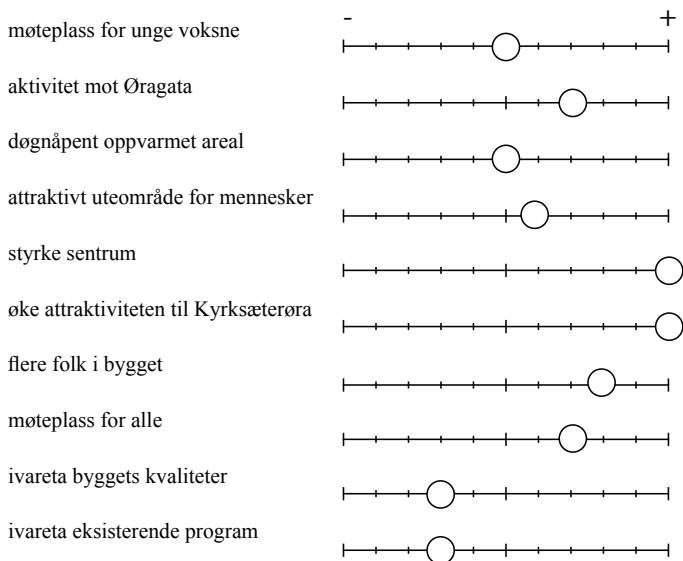 - +
møteplass for unge voksne
aktivitet mot Øragata
døgnåpent oppvarmet areal
attraktivt uteområde for mennesker
styrke sentrum
øke attraktiviteten til Kyrksæterøra
flere folk i bygget
møteplass for alle
ivareta byggets kvaliteter
ivareta eksisterende program